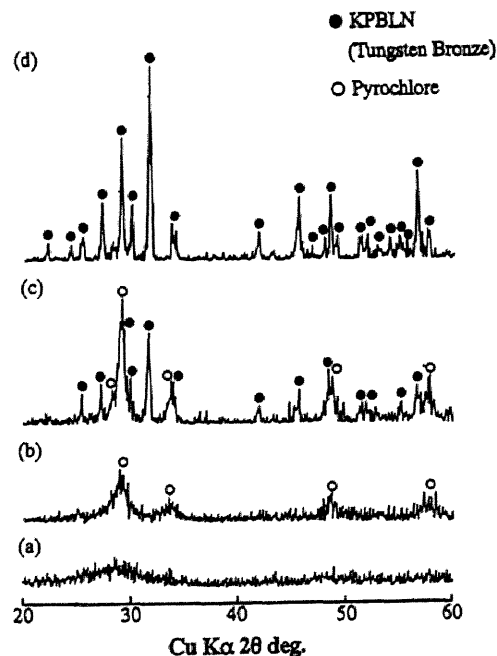 ● KPBLN
(Tungsten Bronze)
○ Pyrochlore
(d)
(c)
(b)
(a)
20 30 40 50 60
Cu Kα 2θ deg.